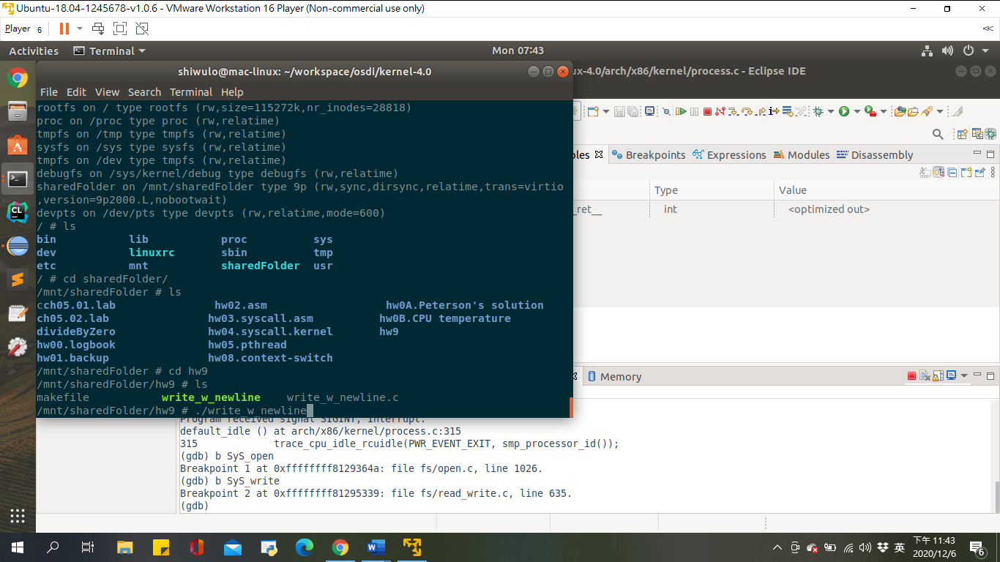 Ubuntu-18.04-1245678-v1.0.6 - VMware Workstation 16 Player (Non-commercial use only)
Player 6
Activities Terminal Mon 07:43
shiwulo@mac-linux: ~/workspace/osdi/kernel-4.0
ux-4.0/arch/x86/kernel/process.c - Eclipse IDE
File Edit View Search Terminal Help
rootfs on / type rootfs (rw,size=115272k,nr_inodes=28818)
proc on /proc type proc (rw,relatime)
tmpfs on /tmp type tmpfs (rw,relatime)
sysfs on /sys type sysfs (rw,relatime)
tmpfs on /dev type tmpfs (rw,relatime)
debugfs on /sys/kernel/debug type debugfs (rw,relatime)
sharedFolder on /mnt/sharedFolder type 9p (rw,sync,dirsync,relatime,trans=virtio
,version=9p2000.L,nobootwait)
devpts on /dev/pts type devpts (rw,relatime,mode=600)
/ # ls
bin lib proc sys
dev linuxrc sbin tmp
etc mnt sharedFolder usr
/ # cd sharedFolder/
/mnt/sharedFolder # ls
cch05.01.lab hw02.asm hw0A.Peterson's solution
ch05.02.lab hw03.syscall.asm hw0B.CPU temperature
divideByZero hw04.syscall.kernel hw9
hw00.logbook hw05.pthread
hw01.backup hw08.context-switch
/mnt/sharedFolder # cd hw9
/mnt/sharedFolder/hw9 # ls
makefile write_w_newline write_w_newline.c
/mnt/sharedFolder/hw9 # ./write_w_newline
bles Breakpoints Expressions Modules Disassembly
Type Value
_ret__ int <optimized out>
Memory
Program received signal SIGINT, Interrupt.
default_idle () at arch/x86/kernel/process.c:315
315 trace_cpu_idle_rcuidle(PWR_EVENT_EXIT, smp_processor_id());
(gdb) b SyS_open
Breakpoint 1 at 0xffffffff8129364a: file fs/open.c, line 1026.
(gdb) b SyS_write
Breakpoint 2 at 0xffffffff81295339: file fs/read_write.c, line 635.
(gdb)
英
下午 11:43
2020/12/6
6